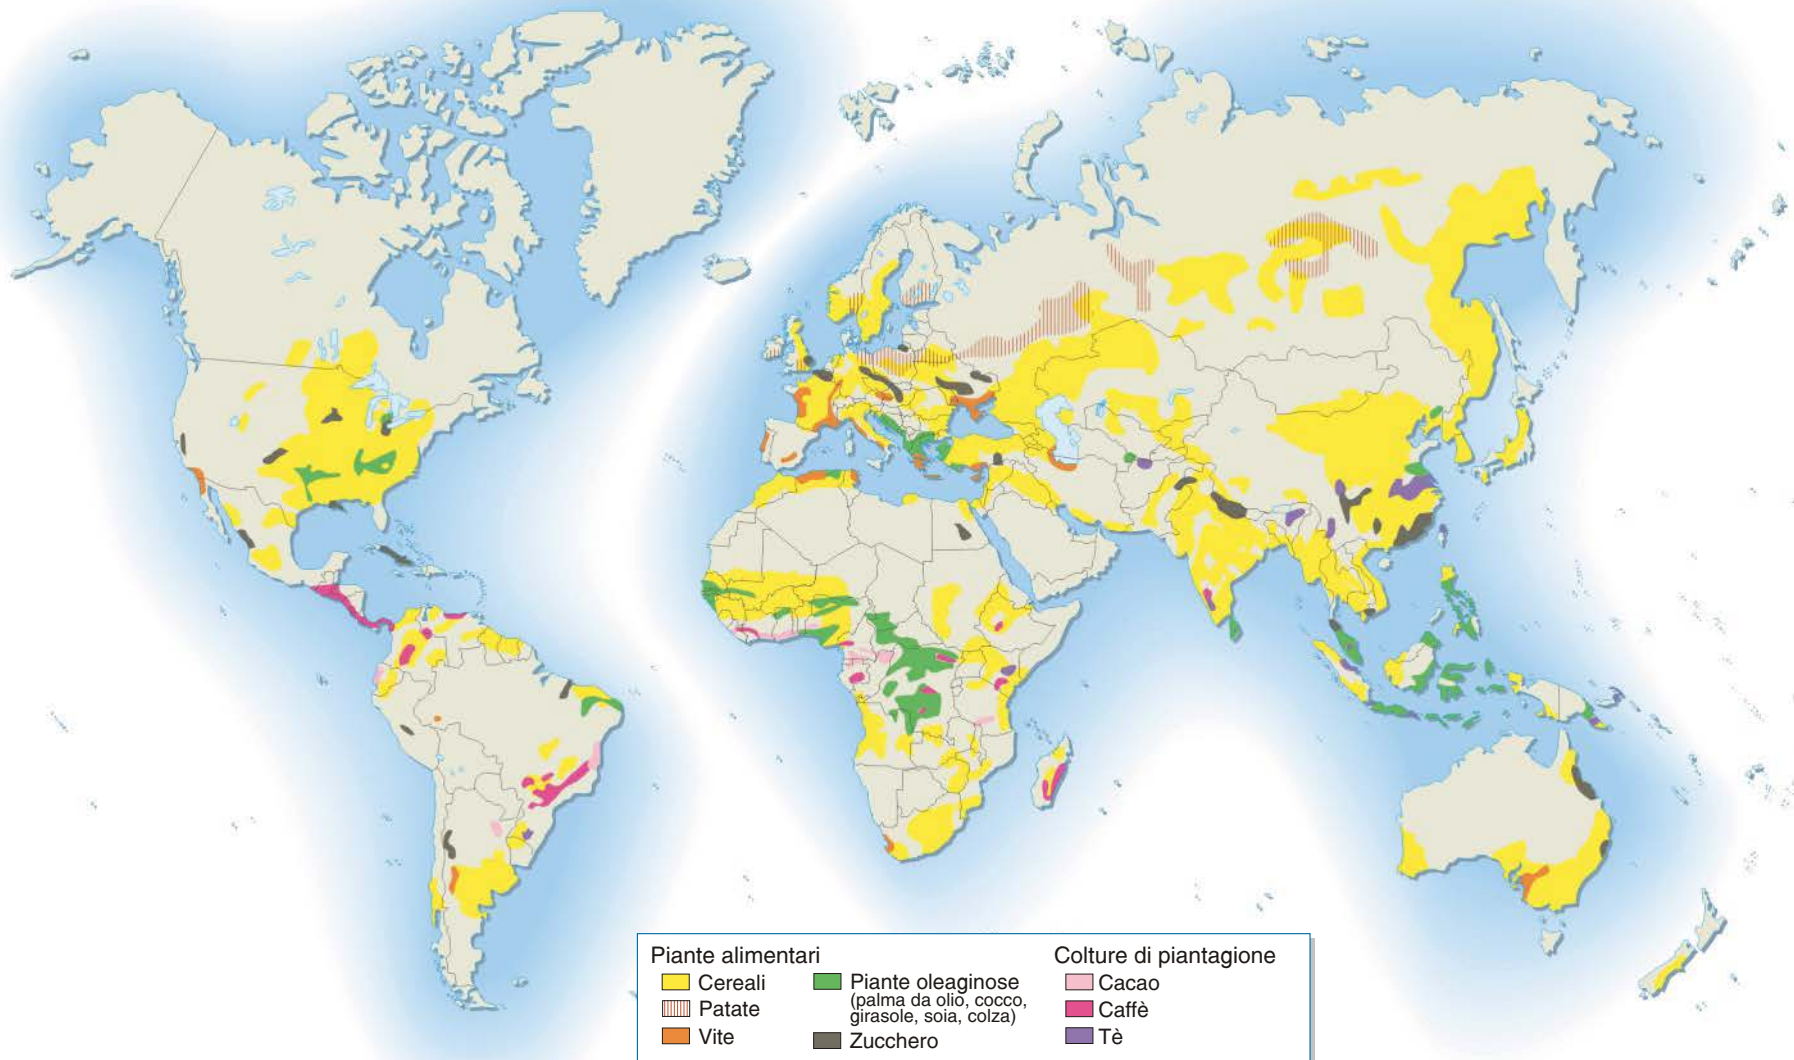 Piante alimentari
Cereali
Patate
Vite
Piante oleaginose
(palma da olio, cocco,
girasole, soia, colza)
Zucchero
Colture di piantagione
Cacao
Caffè
Tè